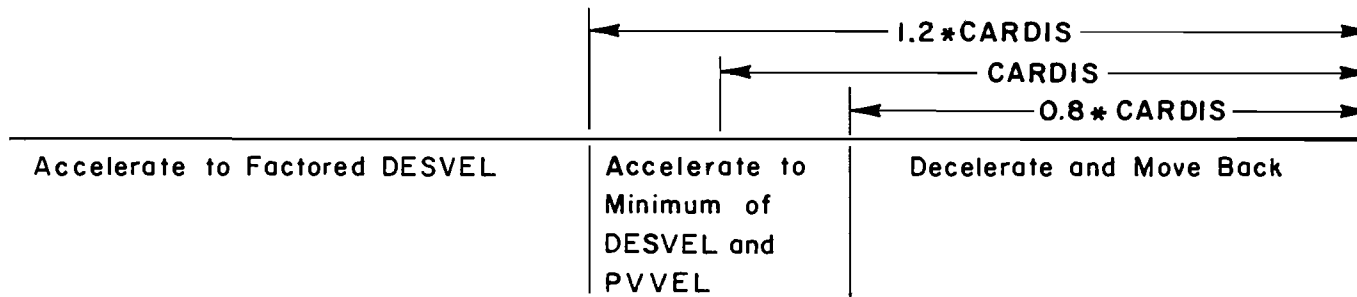 1.2*CARDIS
CARDIS
0.8* CARDIS
Accelerate to Factored DESVEL
Accelerate to
Minimum of
DESVEL and
PVVEL
Decelerate and Move Back